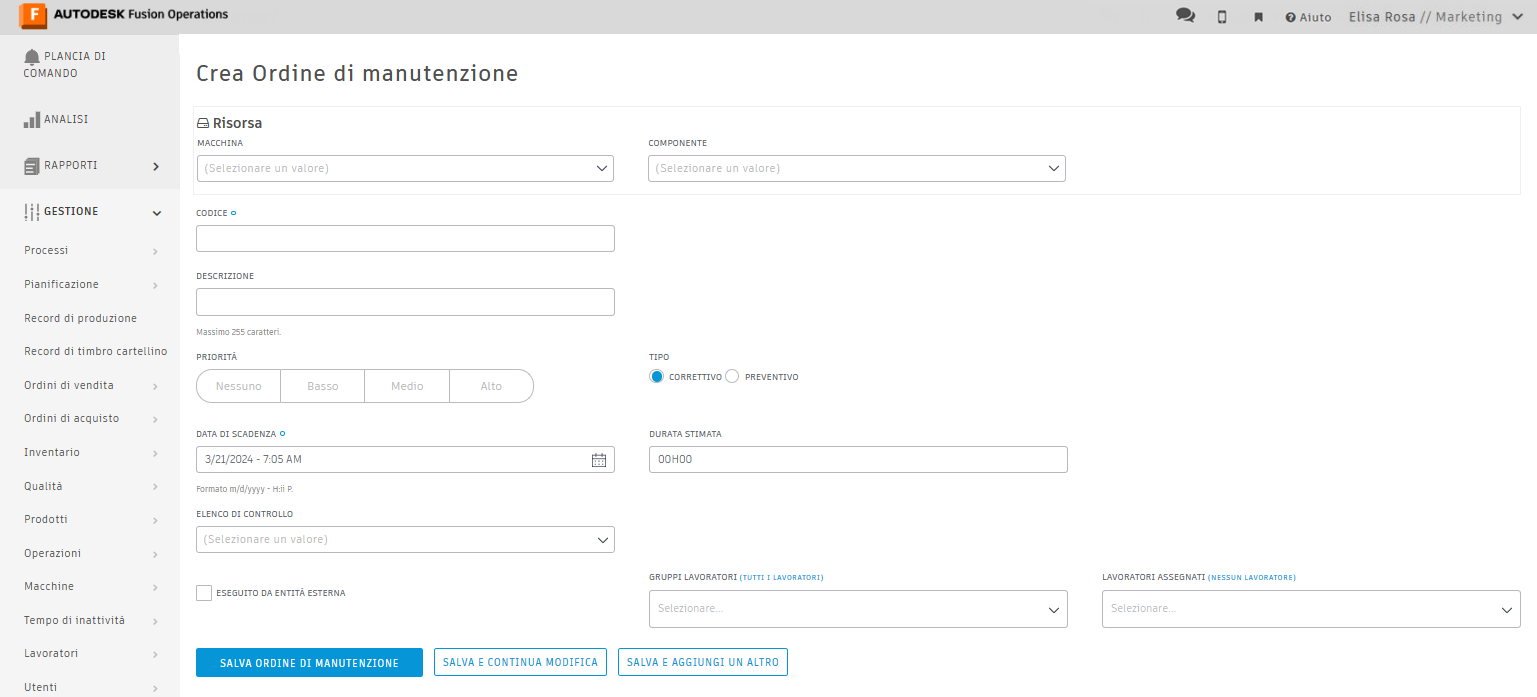 AUTODESK Fusion Operations
Aiuto
Elisa Rosa // Marketing
PLANCIA DI
COMANDO
ANALISI
RAPPORTI
GESTIONE
Processi
Pianificazione
Record di produzione
Record di timbro cartellino
Ordini di vendita
Ordini di acquisto
Inventario
Qualità
Prodotti
Operazioni
Macchine
Tempo di inattività
Lavoratori
Utenti
Crea Ordine di manutenzione
Risorsa
MACCHINA
COMPONENTE
(Selezionare un valore)
(Selezionare un valore)
CODICE
DESCRIZIONE
Massimo 255 caratteri.
PRIORITÀ
TIPO
Nessuno Basso Medio Alto
CORRETTIVO PREVENTIVO
DATA DI SCADENZA
DURATA STIMATA
3/21/2024 - 7:05 AM
00H00
Formato m/d/yyyy - H:ii P.
ELENCO DI CONTROLLO
(Selezionare un valore)
ESEGUITO DA ENTITÀ ESTERNA
GRUPPI LAVORATORI (TUTTI I LAVORATORI)
LAVORATORI ASSEGNATI (NESSUN LAVORATORE)
Selezionare...
Selezionare...
SALVA ORDINE DI MANUTENZIONE
SALVA E CONTINUA MODIFICA
SALVA E AGGIUNGI UN ALTRO